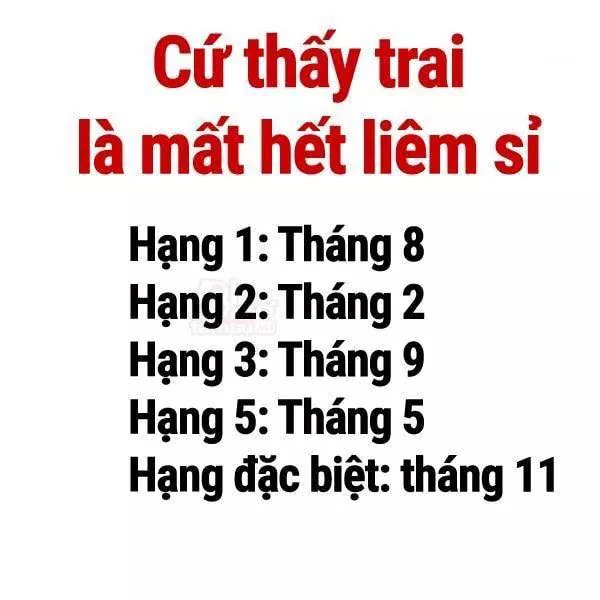 Cứ thấy trai
là mất hết liêm sỉ
Hạng 1: Tháng 8
Hạng 2: Tháng 2
Hạng 3: Tháng 9
Hạng 5: Tháng 5
Hạng đặc biệt: tháng 11